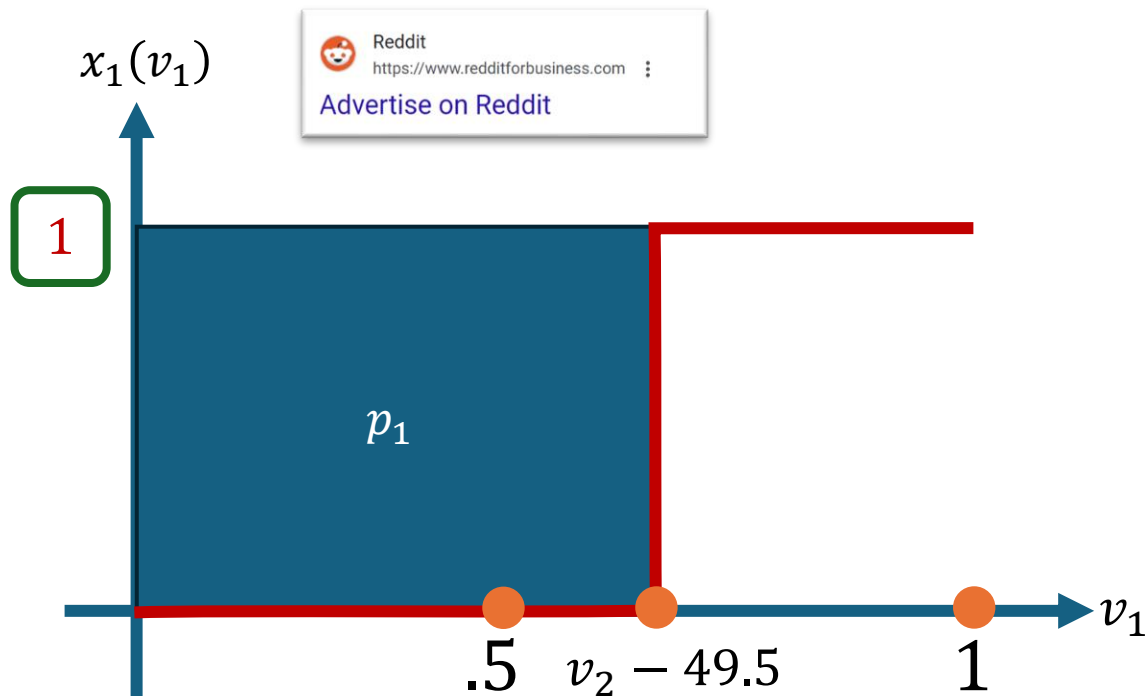 Reddit
https://www.redditforbusiness.com
Advertise on Reddit
x₁(v₁)
1
p₁
v₁
.5
v₂ − 49.5
1